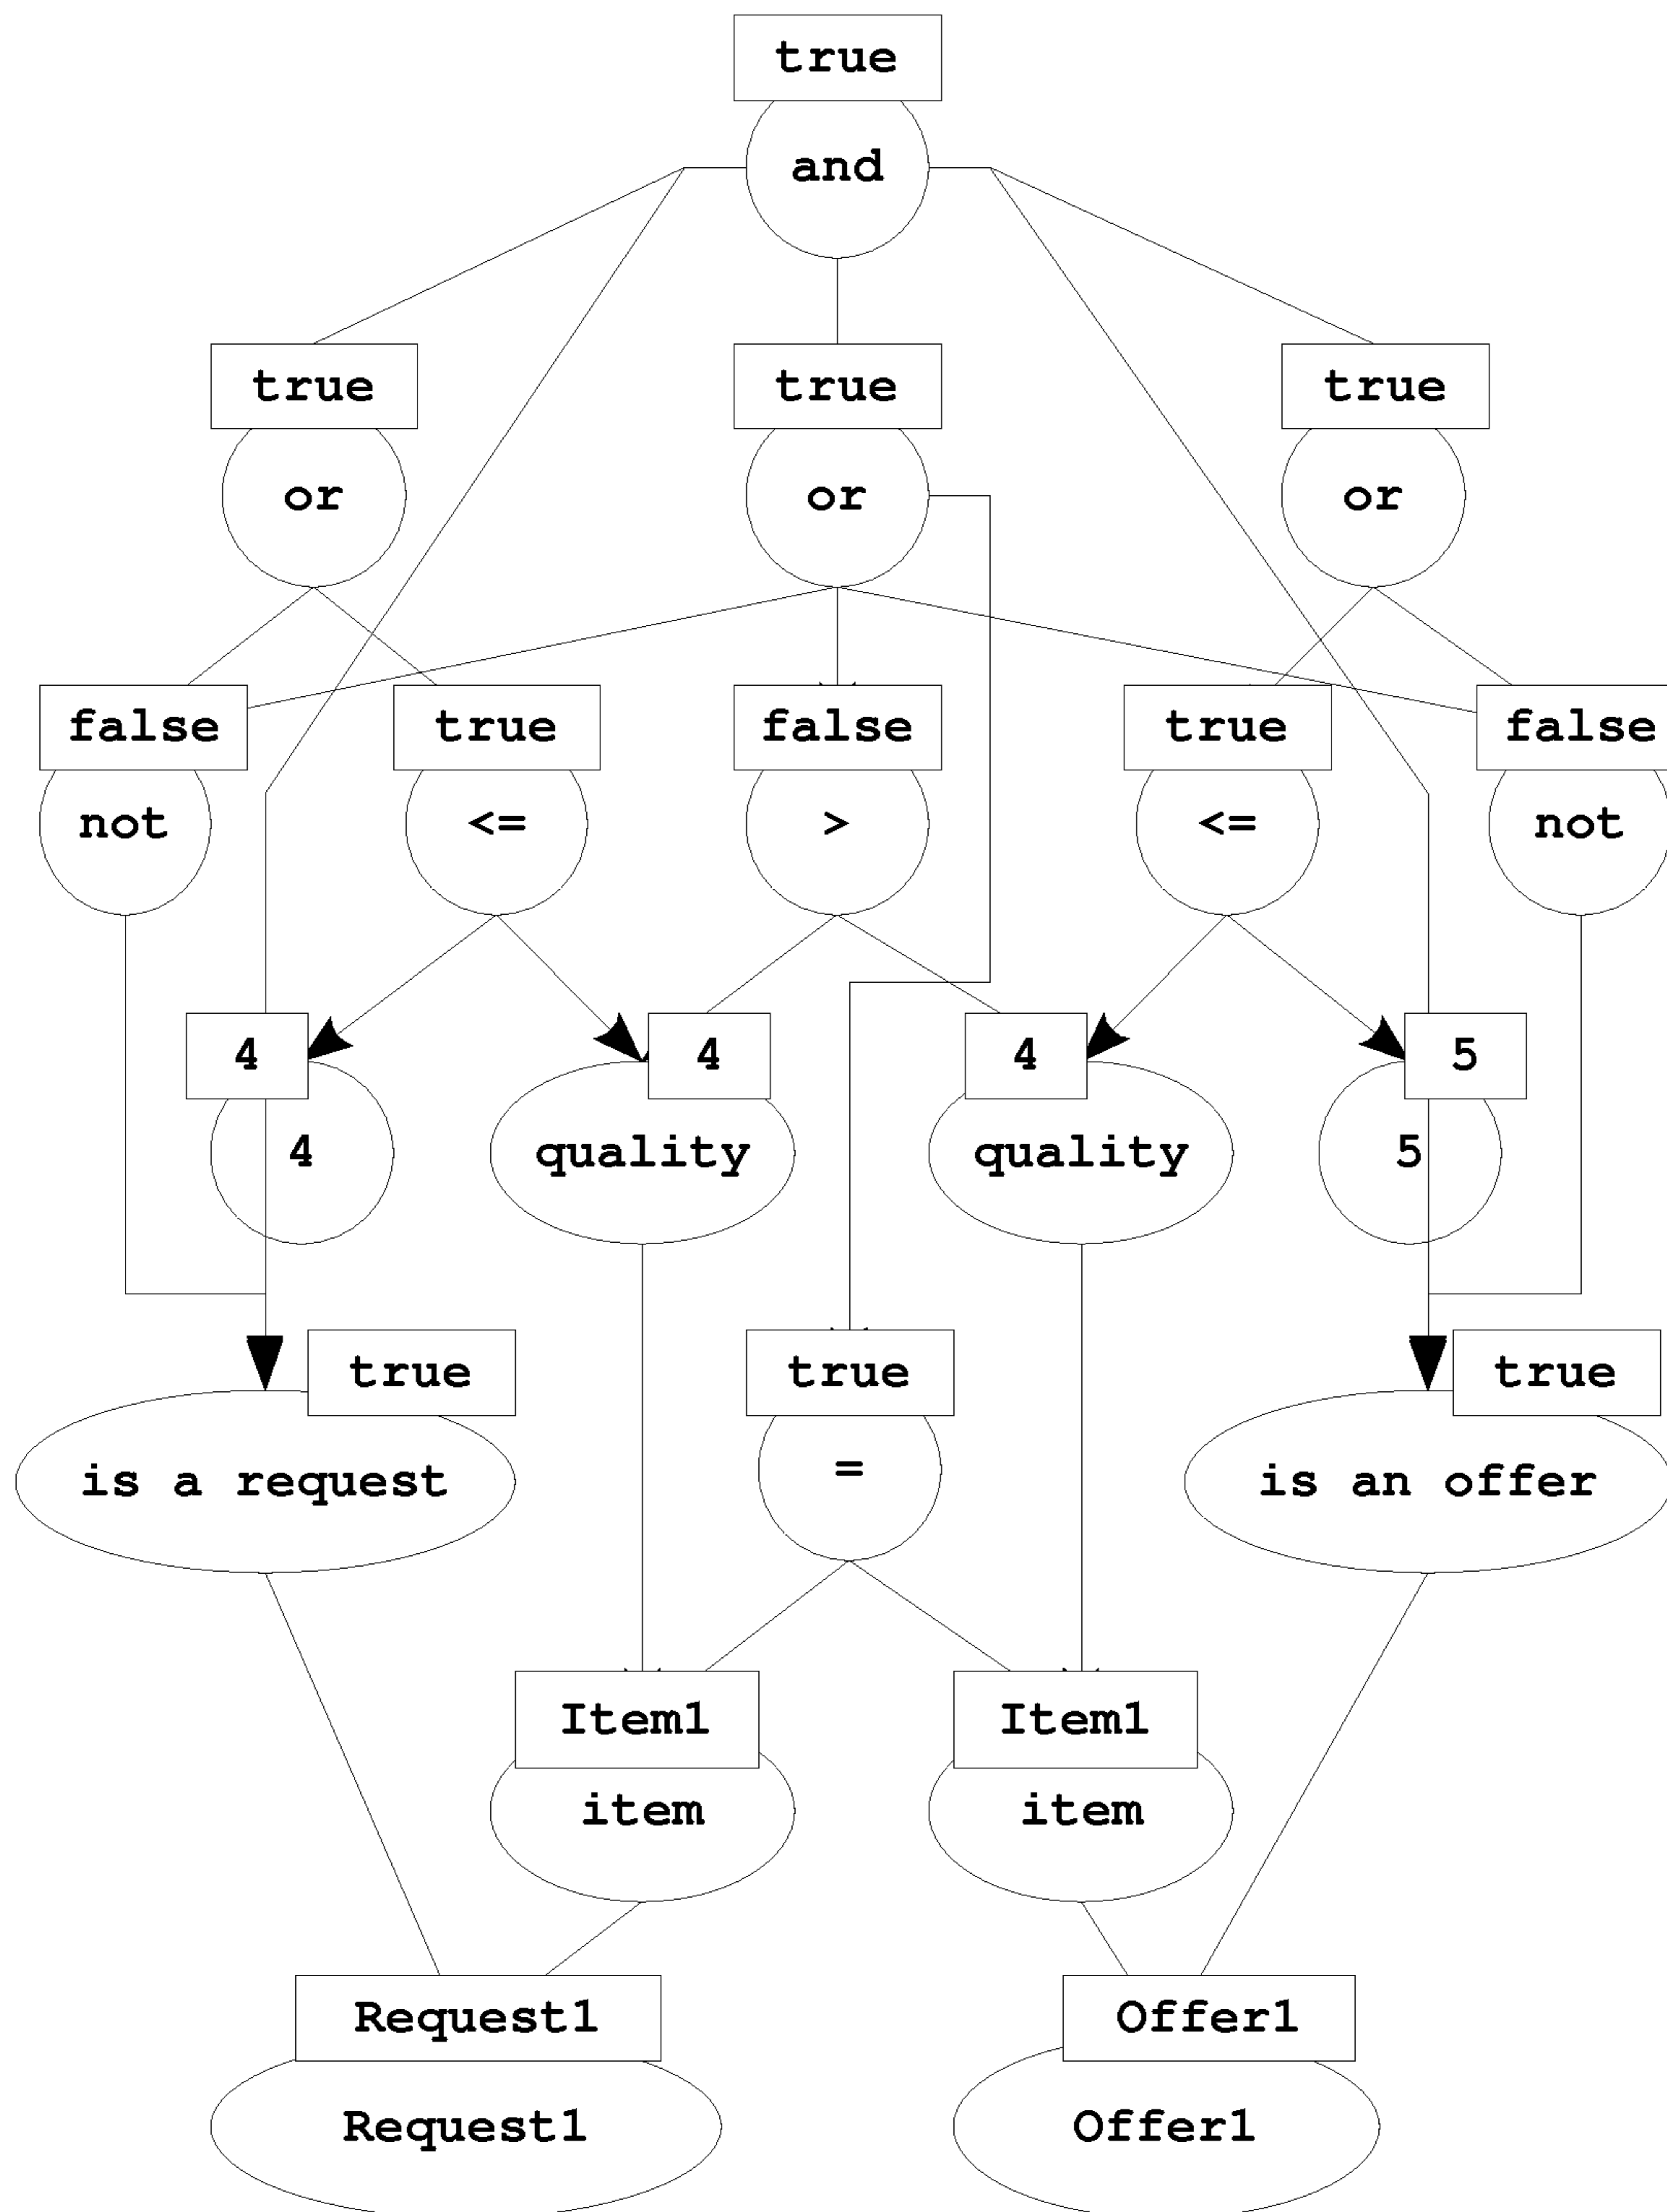 true
and
true true true
or or or
false true false true false
not <= > <= not
4 4 4 5
4 quality quality 5
true true true
is a request = is an offer
Item1 Item1
item item
Request1 Offer1
Request1 Offer1